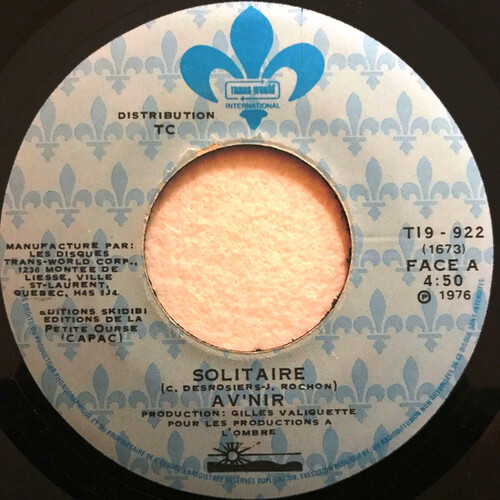 TRANS-WORLD
INTERNATIONAL
DISTRIBUTION
TC
MANUFACTURE PAR:
LES DISQUES
TRANS-WORLD CORP.,
1236 MONTEE DE
LIESSE, VILLE
ST-LAURENT,
QUEBEC, H4S 1J4.
EDITIONS SKIDIBI
EDITIONS DE LA
PETITE OURSE
(CAPAC)
TI9 - 922
(1673)
FACE A
4:50
℗ 1976
SOLITAIRE
(C. DESROSIERS-J. ROCHON)
AV'NIR
PRODUCTION: GILLES VALIQUETTE
POUR LES PRODUCTIONS A
L'OMBRE